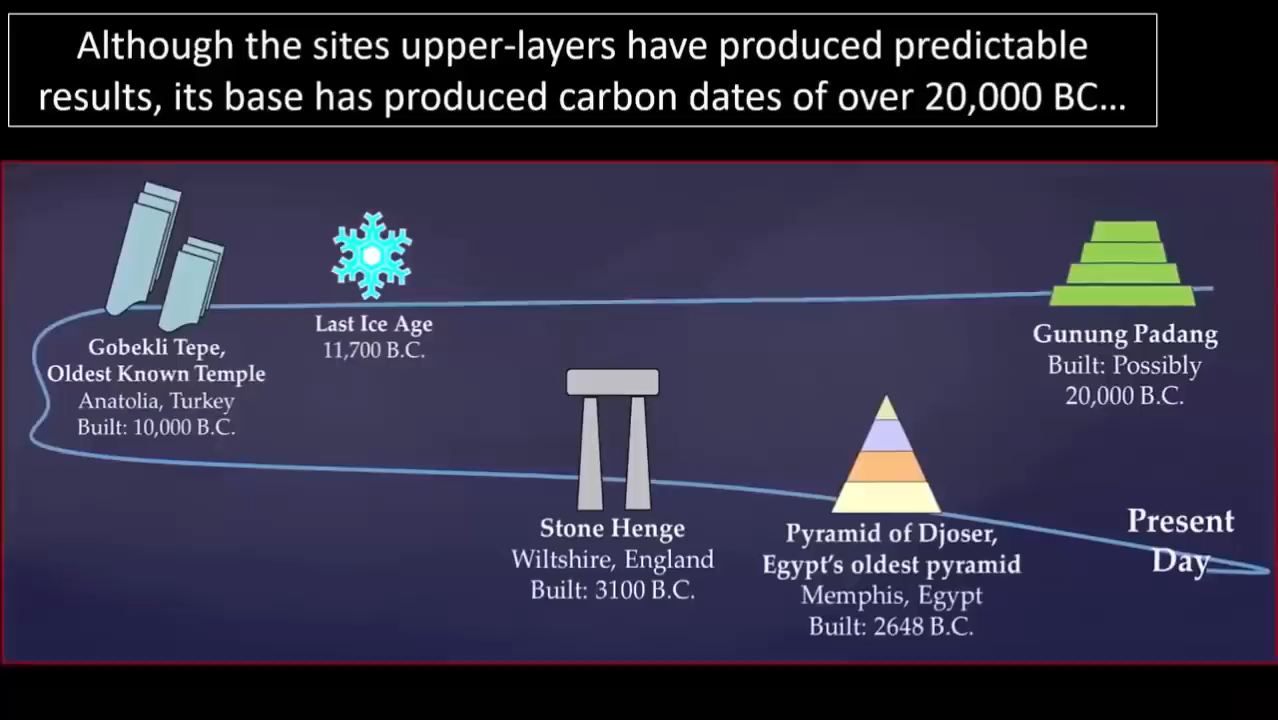 Although the sites upper-layers have produced predictable
results, its base has produced carbon dates of over 20,000 BC...
Gobekli Tepe,
Oldest Known Temple
Anatolia, Turkey
Built: 10,000 B.C.
Last Ice Age
11,700 B.C.
Gunung Padang
Built: Possibly
20,000 B.C.
Stone Henge
Wiltshire, England
Built: 3100 B.C.
Pyramid of Djoser,
Egypt's oldest pyramid
Memphis, Egypt
Built: 2648 B.C.
Present
Day